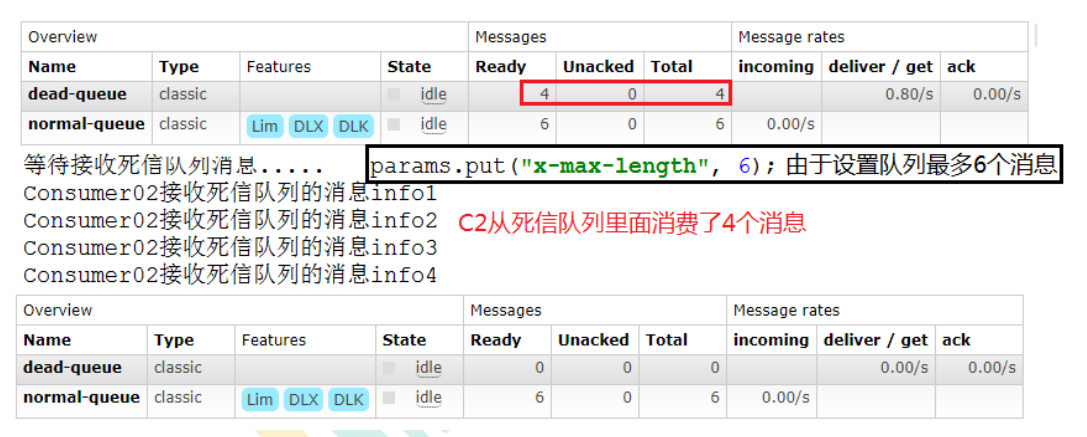 Overview Messages Message rates
Name Type Features State Ready Unacked Total incoming deliver / get ack
dead-queue classic idle 4 0 4 0.80/s 0.00/s
normal-queue classic Lim DLX DLK idle 6 0 6 0.00/s
等待接收死信队列消息..... params.put("x-max-length", 6); 由于设置队列最多6个消息
Consumer02接收死信队列的消息info1
Consumer02接收死信队列的消息info2 C2从死信队列里面消费了4个消息
Consumer02接收死信队列的消息info3
Consumer02接收死信队列的消息info4
Overview Messages Message rates
Name Type Features State Ready Unacked Total incoming deliver / get ack
dead-queue classic idle 0 0 0 0.00/s 0.00/s
normal-queue classic Lim DLX DLK idle 6 0 6 0.00/s